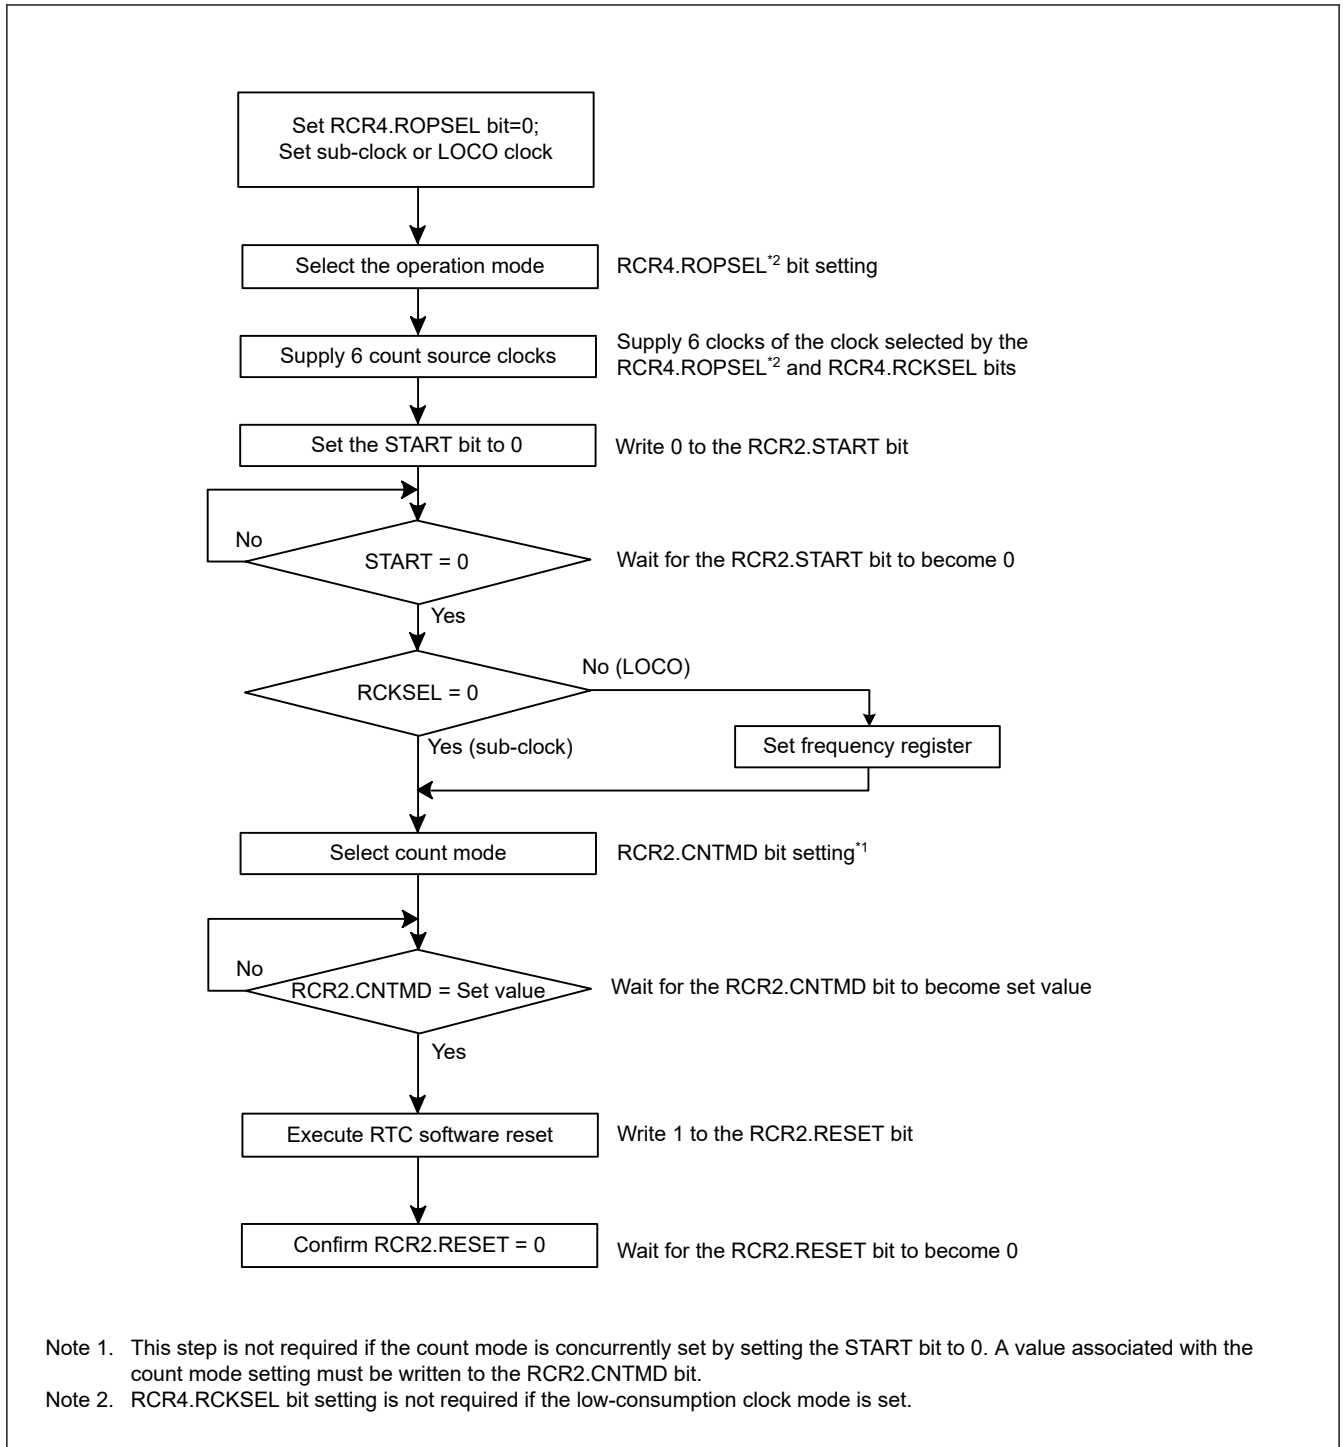 Set RCR4.ROPSEL bit=0;
Set sub-clock or LOCO clock
Select the operation mode
RCR4.ROPSEL*2 bit setting
Supply 6 count source clocks
Supply 6 clocks of the clock selected by the
RCR4.ROPSEL*2 and RCR4.RCKSEL bits
Set the START bit to 0
Write 0 to the RCR2.START bit
No
START = 0
Wait for the RCR2.START bit to become 0
Yes
No (LOCO)
RCKSEL = 0
Yes (sub-clock)
Set frequency register
Select count mode
RCR2.CNTMD bit setting*1
No
RCR2.CNTMD = Set value
Wait for the RCR2.CNTMD bit to become set value
Yes
Execute RTC software reset
Write 1 to the RCR2.RESET bit
Confirm RCR2.RESET = 0
Wait for the RCR2.RESET bit to become 0
Note 1. This step is not required if the count mode is concurrently set by setting the START bit to 0. A value associated with the
count mode setting must be written to the RCR2.CNTMD bit.
Note 2. RCR4.RCKSEL bit setting is not required if the low-consumption clock mode is set.